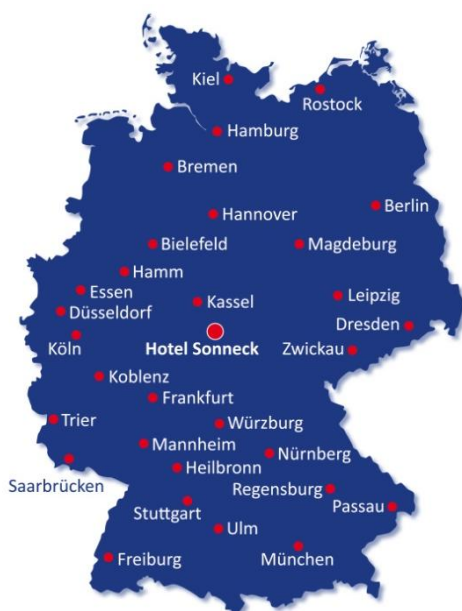 Kiel
Rostock
Hamburg
Bremen
Berlin
Hannover
Bielefeld
Magdeburg
Hamm
Essen
Leipzig
Kassel
Düsseldorf
Dresden
Köln
Hotel Sonneck
Zwickau
Koblenz
Frankfurt
Trier
Würzburg
Mannheim
Nürnberg
Heilbronn
Saarbrücken
Regensburg
Passau
Stuttgart
Ulm
München
Freiburg